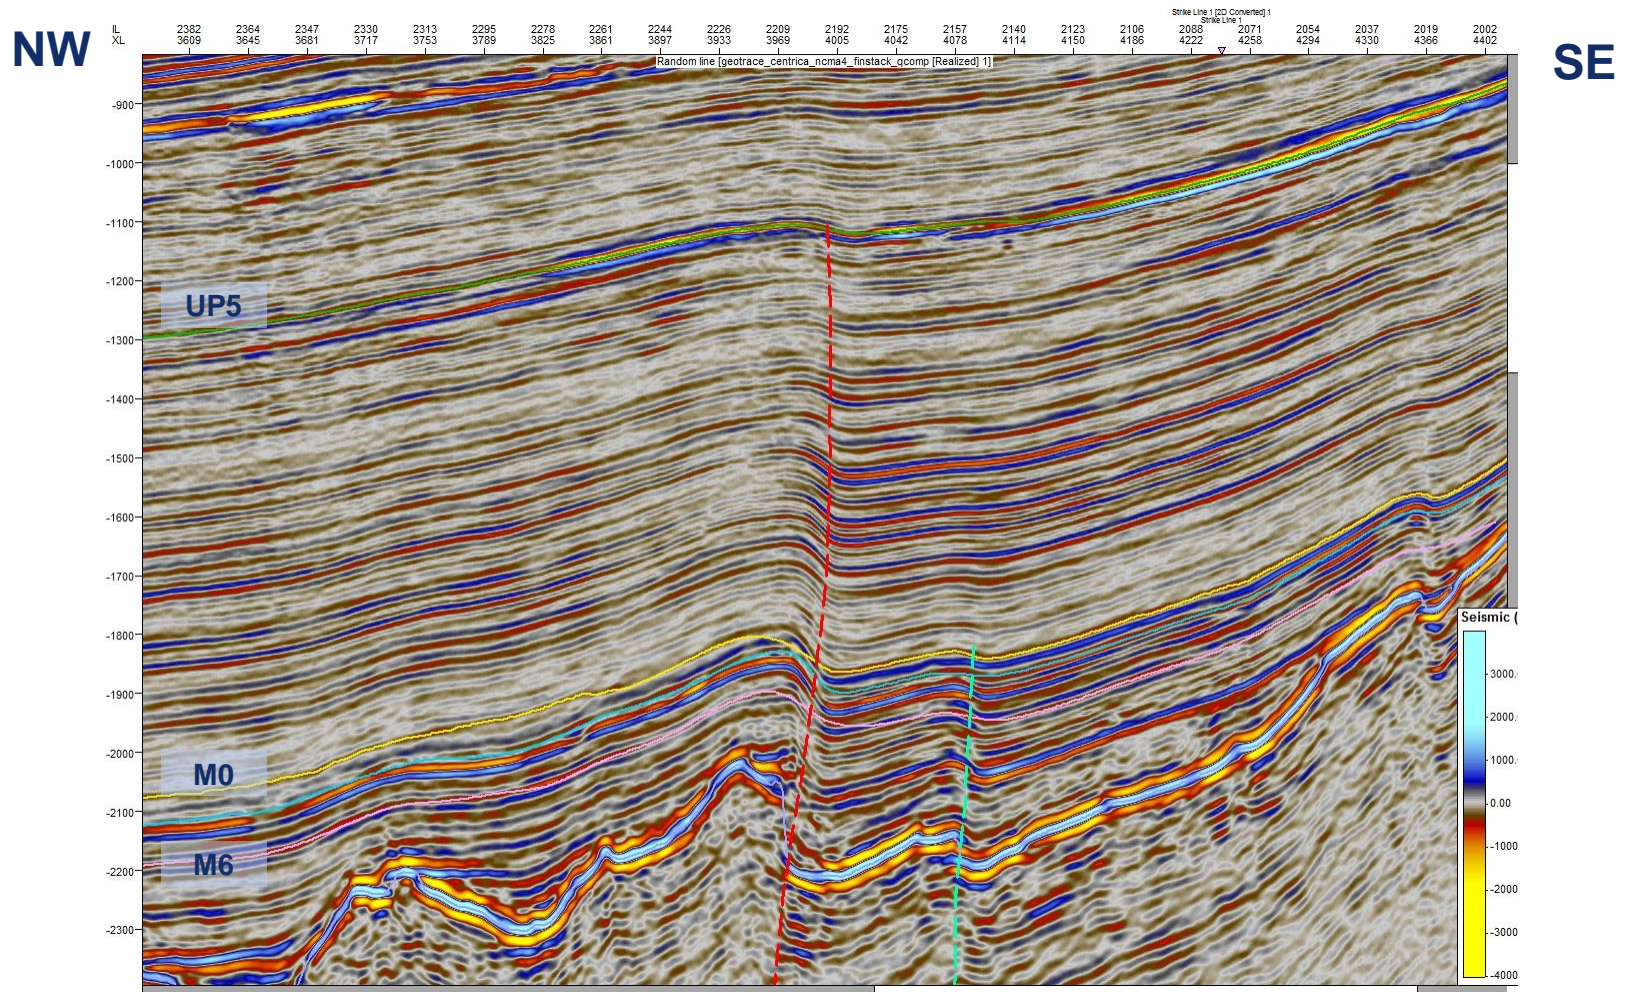 Strike Line 1 [2D Converted] 1
Strike Line 1
IL 2382 2364 2347 2330 2313 2295 2278 2261 2244 2226 2209 2192 2175 2157 2140 2123 2106 2088 2071 2054 2037 2019 2002
XL 3609 3645 3681 3717 3753 3789 3825 3861 3897 3933 3969 4005 4042 4078 4114 4150 4186 4222 4258 4294 4330 4366 4402
NW
SE
Random line [geotrace_centrica_ncma4_finstack_qcomp [Realized] 1]
-900
-1000
-1100
-1200
UP5
-1300
-1400
-1500
-1600
-1700
-1800
-1900
-2000
M0
-2100
M6
-2200
-2300
Seismic (
3000.
2000.
1000.
0.00
-1000
-2000
-3000
-4000